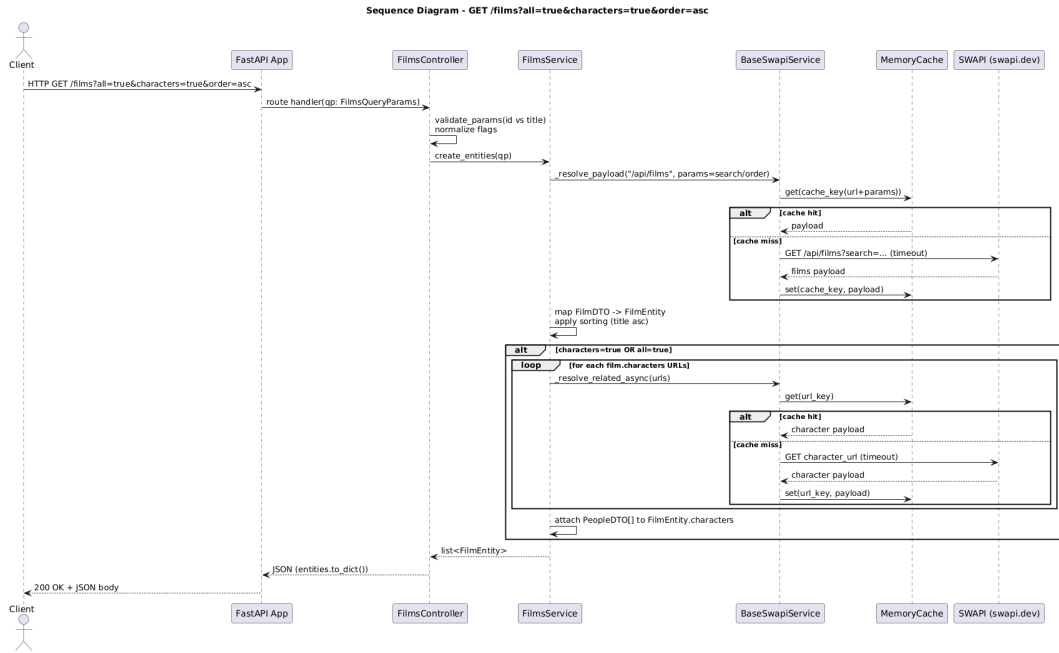 Sequence Diagram - GET /films?all=true&characters=true&order=asc
Client
FastAPI App
FilmsController
FilmsService
BaseSwapiService
MemoryCache
SWAPI (swapi.dev)
HTTP GET /films?all=true&characters=true&order=asc
route handler(qp: FilmsQueryParams)
validate_params(id vs title)
normalize flags
create_entities(qp)
_resolve_payload("/api/films", params=search/order)
get(cache_key(url+params))
alt [cache hit]
payload
[cache miss]
GET /api/films?search=... (timeout)
films payload
set(cache_key, payload)
map FilmDTO -> FilmEntity
apply sorting (title asc)
alt [characters=true OR all=true]
loop [for each film.characters URLs]
_resolve_related_async(urls)
get(url_key)
alt [cache hit]
character payload
[cache miss]
GET character_url (timeout)
character payload
set(url_key, payload)
attach PeopleDTO[] to FilmEntity.characters
list<FilmEntity>
JSON (entities.to_dict())
200 OK + JSON body
Client
FastAPI App
FilmsController
FilmsService
BaseSwapiService
MemoryCache
SWAPI (swapi.dev)